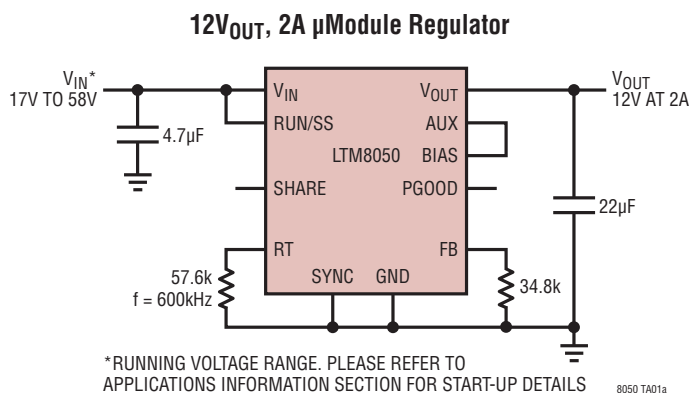 12VOUT, 2A µModule Regulator
VIN*
17V TO 58V
4.7µF
VIN
RUN/SS
SHARE
RT
LTM8050
SYNC GND
VOUT
AUX
BIAS
PGOOD
FB
VOUT
12V AT 2A
22µF
57.6k
f = 600kHz
34.8k
*RUNNING VOLTAGE RANGE. PLEASE REFER TO
APPLICATIONS INFORMATION SECTION FOR START-UP DETAILS
8050 TA01a